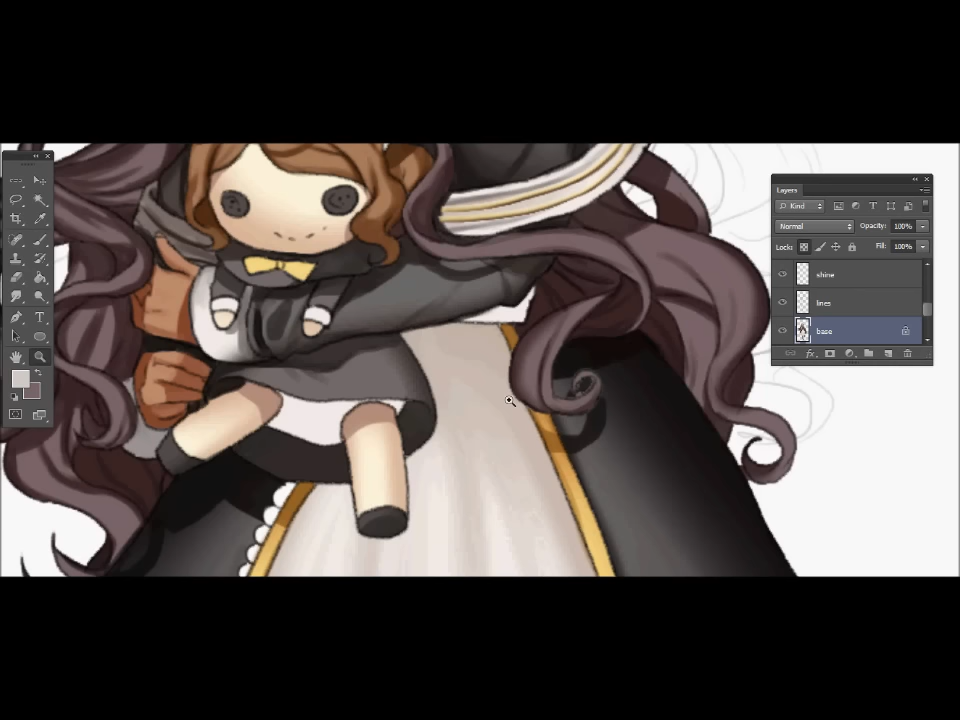 Layers
Kind
Normal
Opacity: 100%
Lock:
Fill: 100%
shine
lines
base